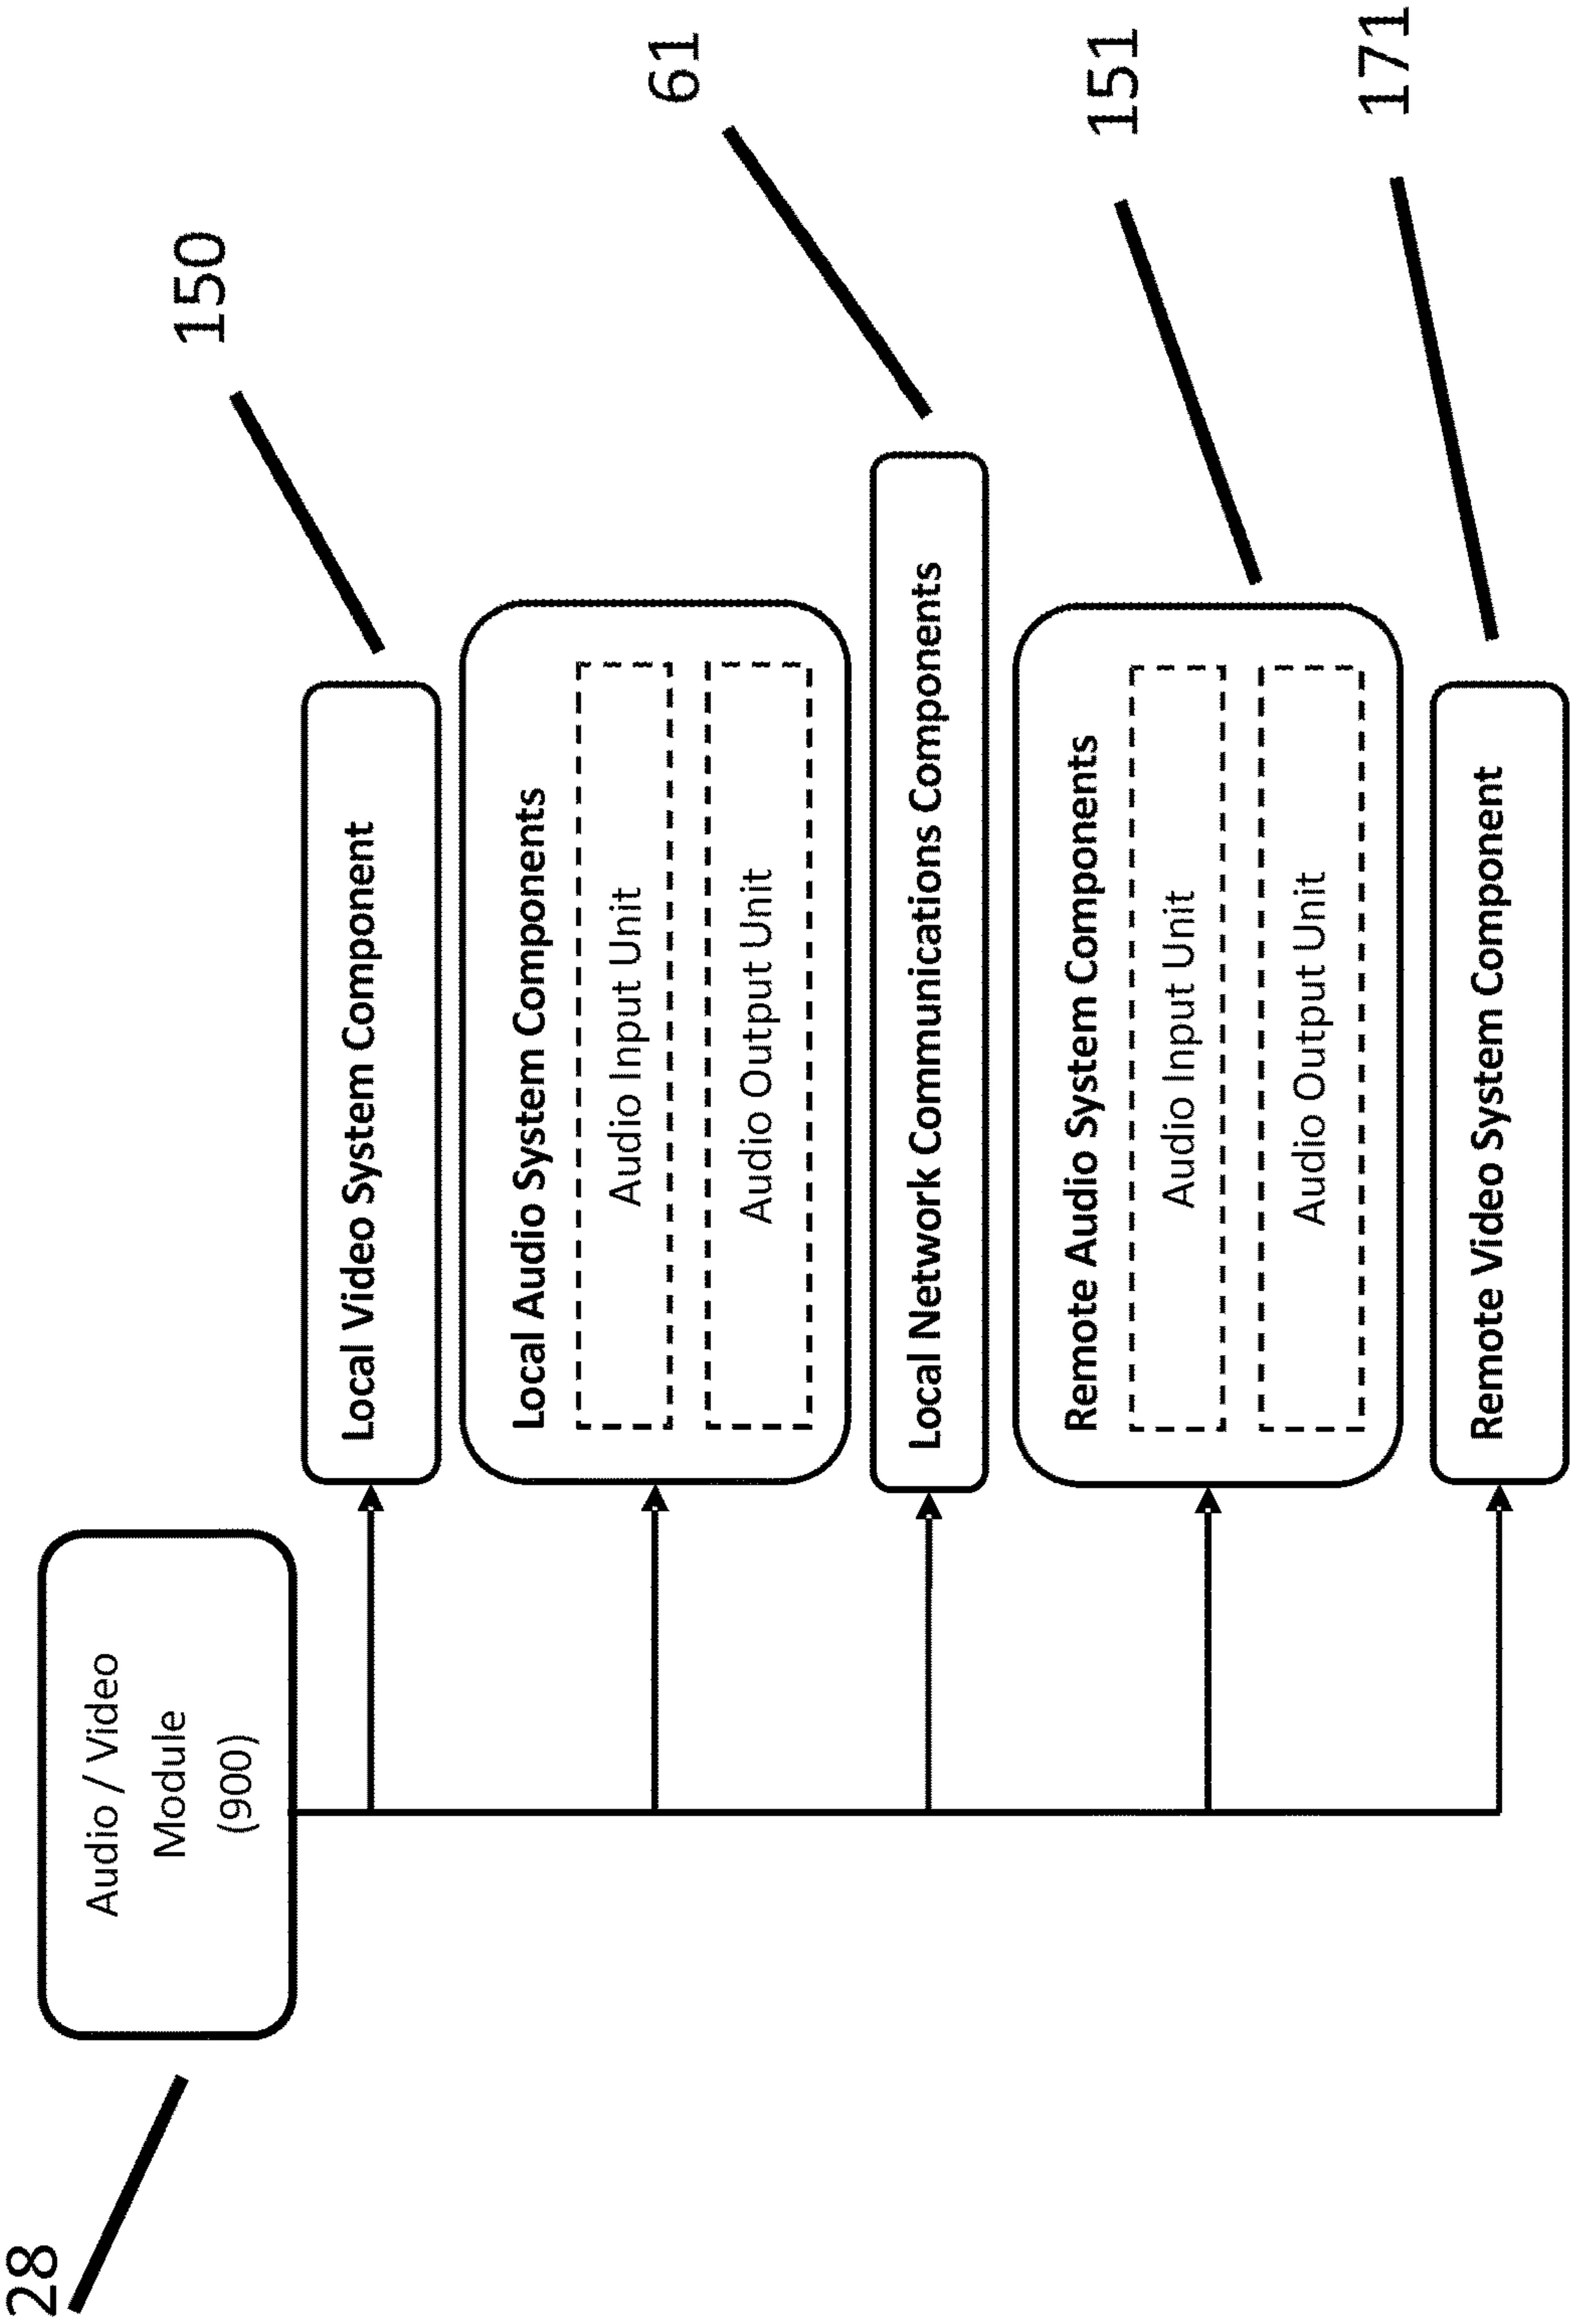 28
Audio / Video
Module
(900)
150
Local Video System Component
Local Audio System Components
Audio Input Unit
Audio Output Unit
61
Local Network Communications Components
151
Remote Audio System Components
Audio Input Unit
Audio Output Unit
171
Remote Video System Component